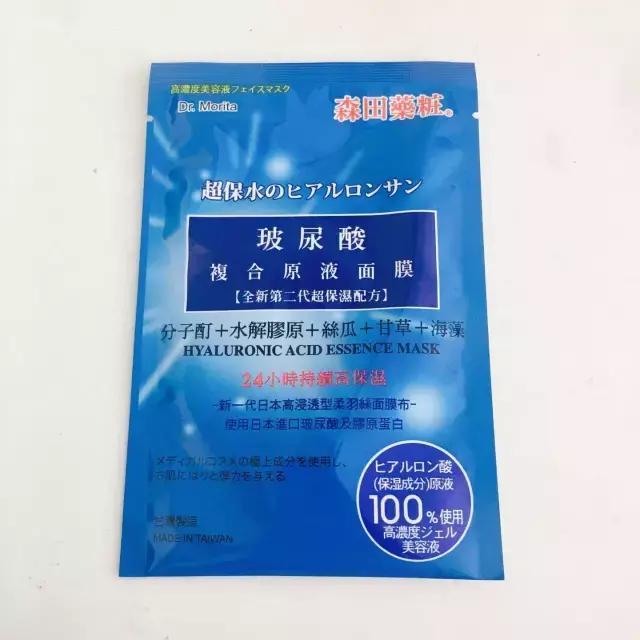 高濃度美容液フェイスマスク
Dr. Morita
森田藥粧®
超保水のヒアルロンサン
玻尿酸
複合原液面膜
【全新第二代超保濕配方】
分子酊＋水解膠原＋絲瓜＋甘草＋海藻
HYALURONIC ACID ESSENCE MASK
24小時持續高保濕
-新一代日本高浸透型柔羽絲面膜布-
使用日本進口玻尿酸及膠原蛋白
メディカルコスメの極上成分を使用し、
お肌にはりと弾力を与える
台灣製造
MADE IN TAIWAN
ヒアルロン酸
(保湿成分)原液
100%使用
高濃度ジェル
美容液